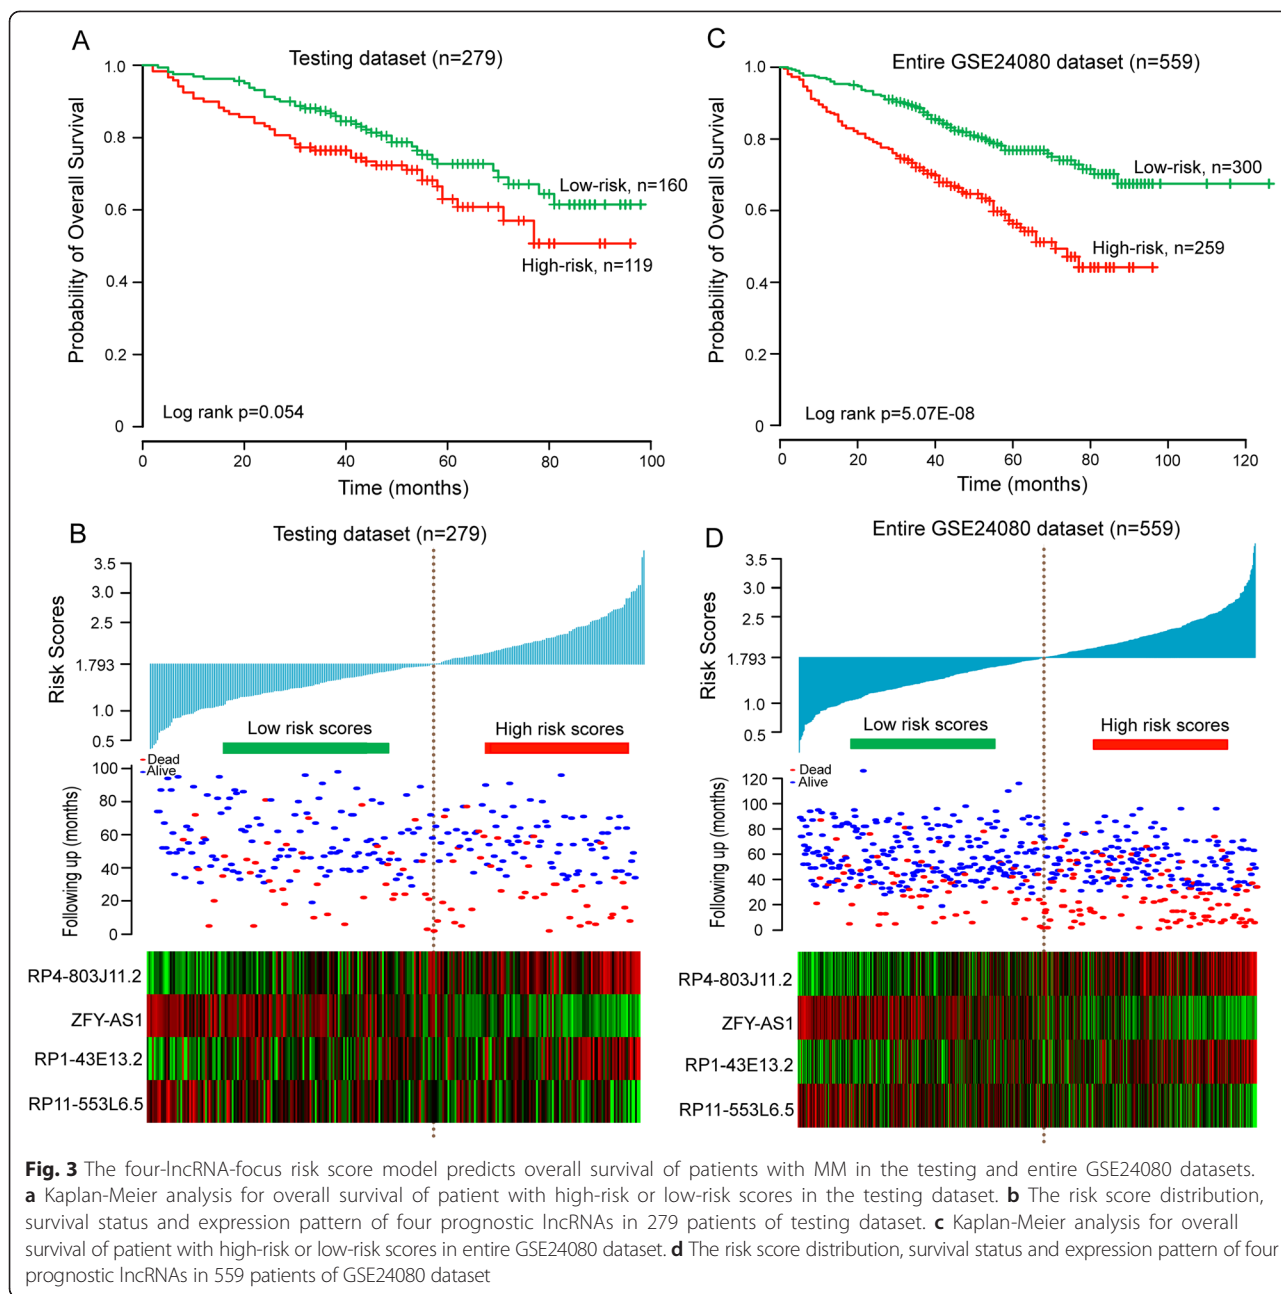 A
Testing dataset (n=279)
Probability of Overall Survival
1.0
0.8
0.6
0.4
0.2
0
Low-risk, n=160
High-risk, n=119
Log rank p=0.054
0 20 40 60 80 100
Time (months)
C
Entire GSE24080 dataset (n=559)
Probability of Overall Survival
1.0
0.8
0.6
0.4
0.2
0
Low-risk, n=300
High-risk, n=259
Log rank p=5.07E-08
0 20 40 60 80 100 120
Time (months)
B
Testing dataset (n=279)
Risk Scores
3.5
3.0
2.5
1.793
1.0
0.5
Low risk scores
High risk scores
Dead
Alive
Following up (months)
100
80
60
40
20
0
RP4-803J11.2
ZFY-AS1
RP1-43E13.2
RP11-553L6.5
D
Entire GSE24080 dataset (n=559)
Risk Scores
3.5
3.0
2.5
1.793
1.0
0.5
Low risk scores
High risk scores
Dead
Alive
Following up (months)
120
100
80
60
40
20
0
RP4-803J11.2
ZFY-AS1
RP1-43E13.2
RP11-553L6.5
Fig. 3 The four-lncRNA-focus risk score model predicts overall survival of patients with MM in the testing and entire GSE24080 datasets.
a Kaplan-Meier analysis for overall survival of patient with high-risk or low-risk scores in the testing dataset. b The risk score distribution,
survival status and expression pattern of four prognostic lncRNAs in 279 patients of testing dataset. c Kaplan-Meier analysis for overall
survival of patient with high-risk or low-risk scores in entire GSE24080 dataset. d The risk score distribution, survival status and expression pattern of four
prognostic lncRNAs in 559 patients of GSE24080 dataset